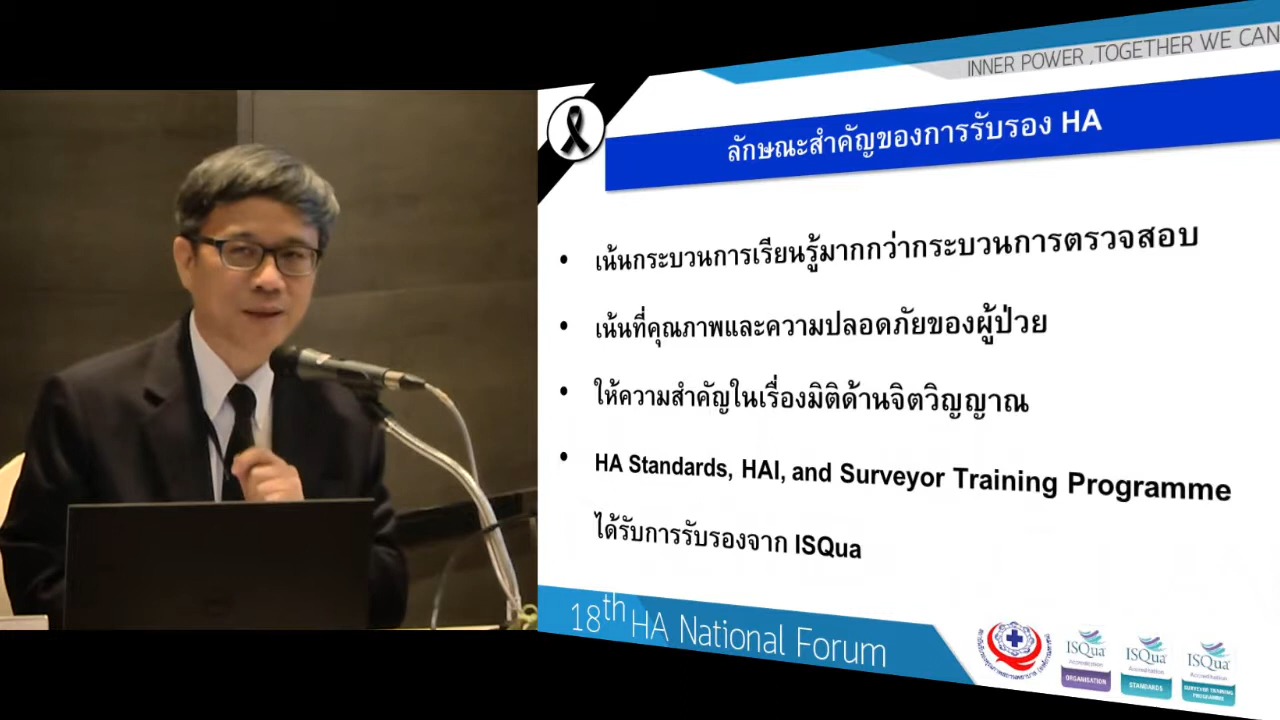 INNER POWER ,TOGETHER WE CAN
ลักษณะสำคัญของการรับรอง HA
• เน้นกระบวนการเรียนรู้มากกว่ากระบวนการตรวจสอบ
• เน้นที่คุณภาพและความปลอดภัยของผู้ป่วย
• ให้ความสำคัญในเรื่องมิติด้านจิตวิญญาณ
• HA Standards, HAI, and Surveyor Training Programme
ได้รับการรับรองจาก ISQua
18th HA National Forum
ISQua
Accreditation
ORGANISATION
ISQua
Accreditation
STANDARDS
ISQua
Accreditation
SURVEYOR TRAINING
PROGRAMME